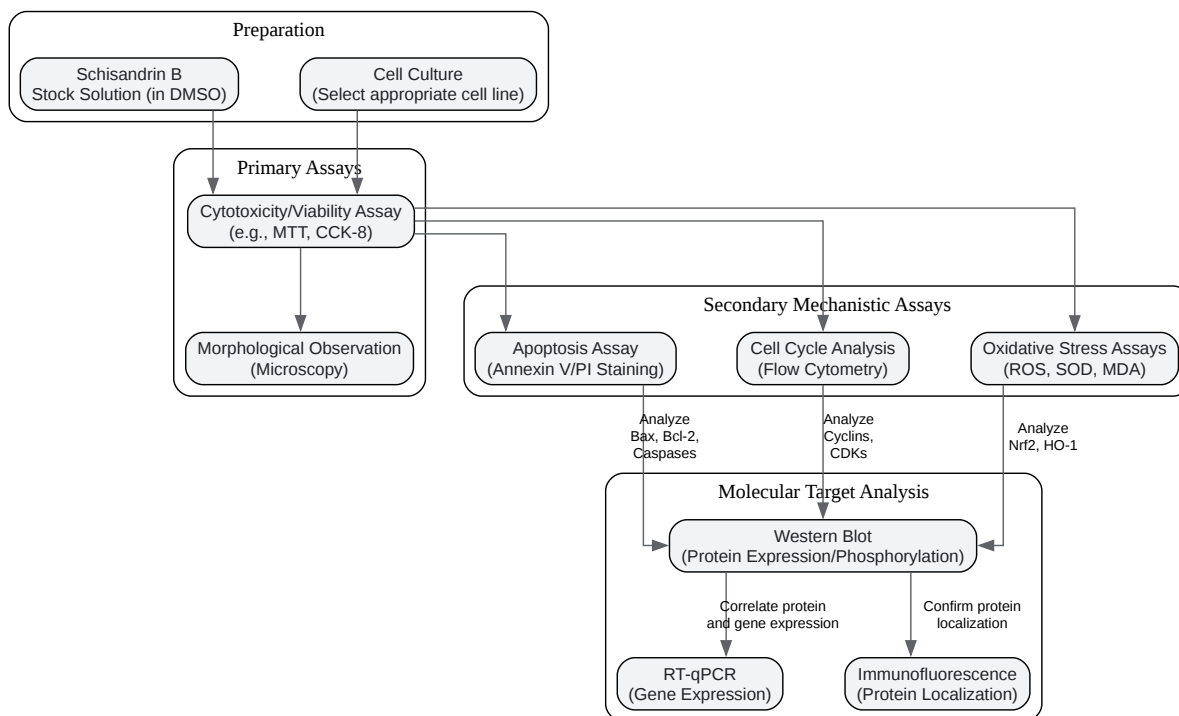 Preparation
Schisandrin B
Stock Solution (in DMSO)
Cell Culture
(Select appropriate cell line)
Primary Assays
Cytotoxicity/Viability Assay
(e.g., MTT, CCK-8)
Morphological Observation
(Microscopy)
Secondary Mechanistic Assays
Apoptosis Assay
(Annexin V/PI Staining)
Cell Cycle Analysis
(Flow Cytometry)
Oxidative Stress Assays
(ROS, SOD, MDA)
Analyze
Bax, Bcl-2,
Caspases
Analyze
Cyclins,
CDKs
Analyze
Nrf2, HO-1
Molecular Target Analysis
Western Blot
(Protein Expression/Phosphorylation)
Correlate protein
and gene expression
Confirm protein
localization
RT-qPCR
(Gene Expression)
Immunofluorescence
(Protein Localization)